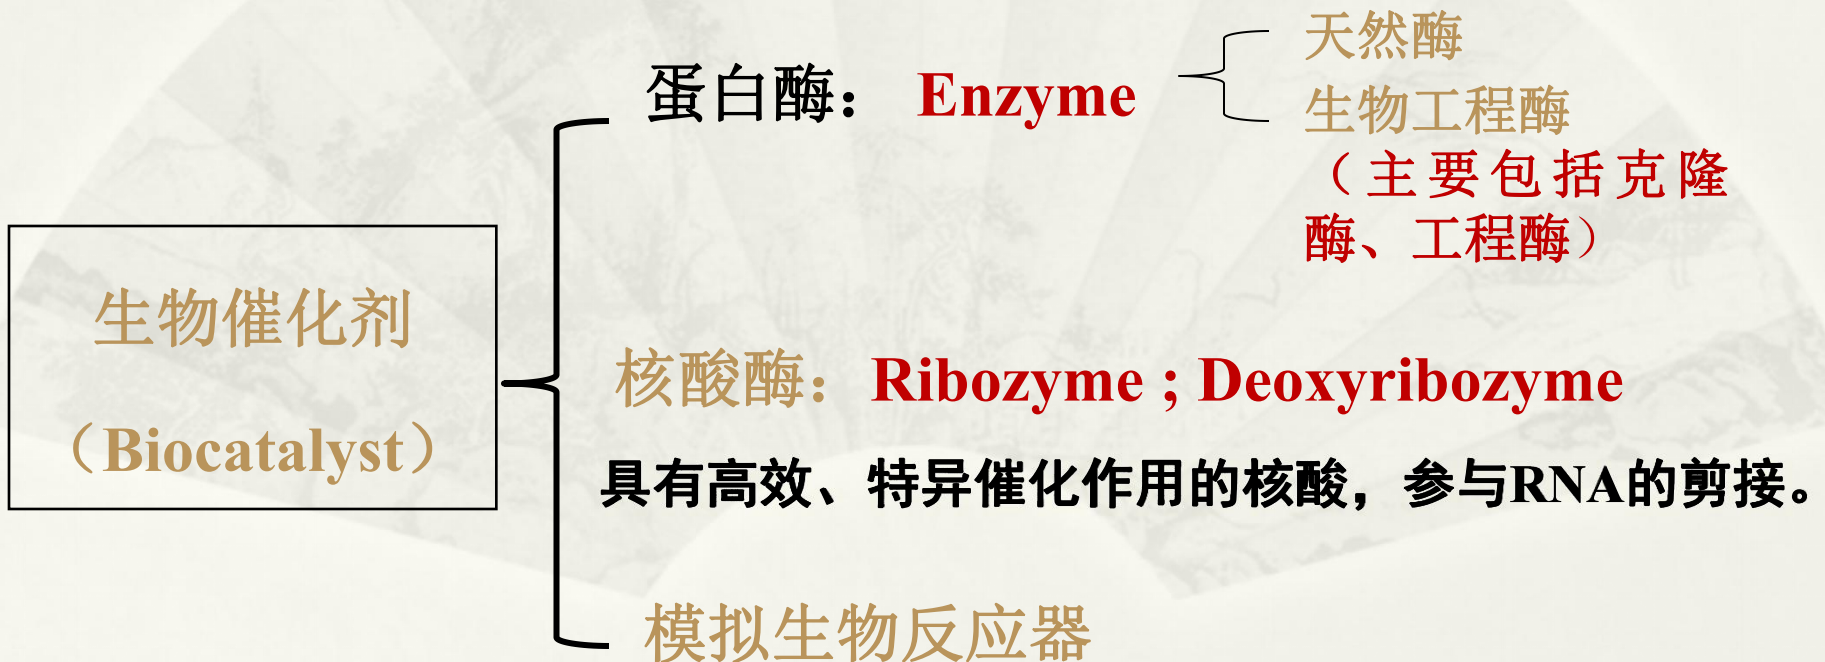 天然酶
蛋白酶： Enzyme
生物工程酶
（主要包括克隆
酶、工程酶）
生物催化剂
（Biocatalyst）
核酸酶：Ribozyme ; Deoxyribozyme
具有高效、特异催化作用的核酸，参与RNA的剪接。
模拟生物反应器